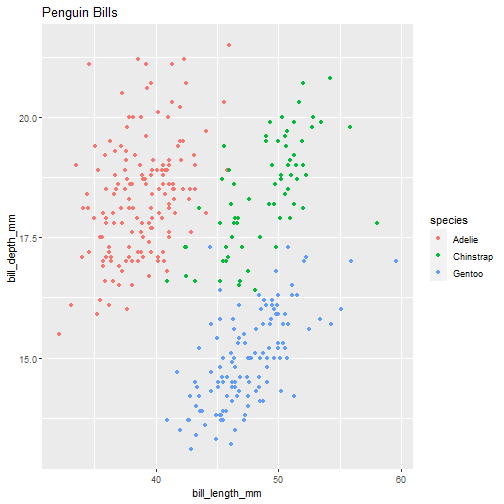 Penguin Bills
bill_depth_mm
20.0
17.5
15.0
40
50
60
bill_length_mm
species
Adelie
Chinstrap
Gentoo